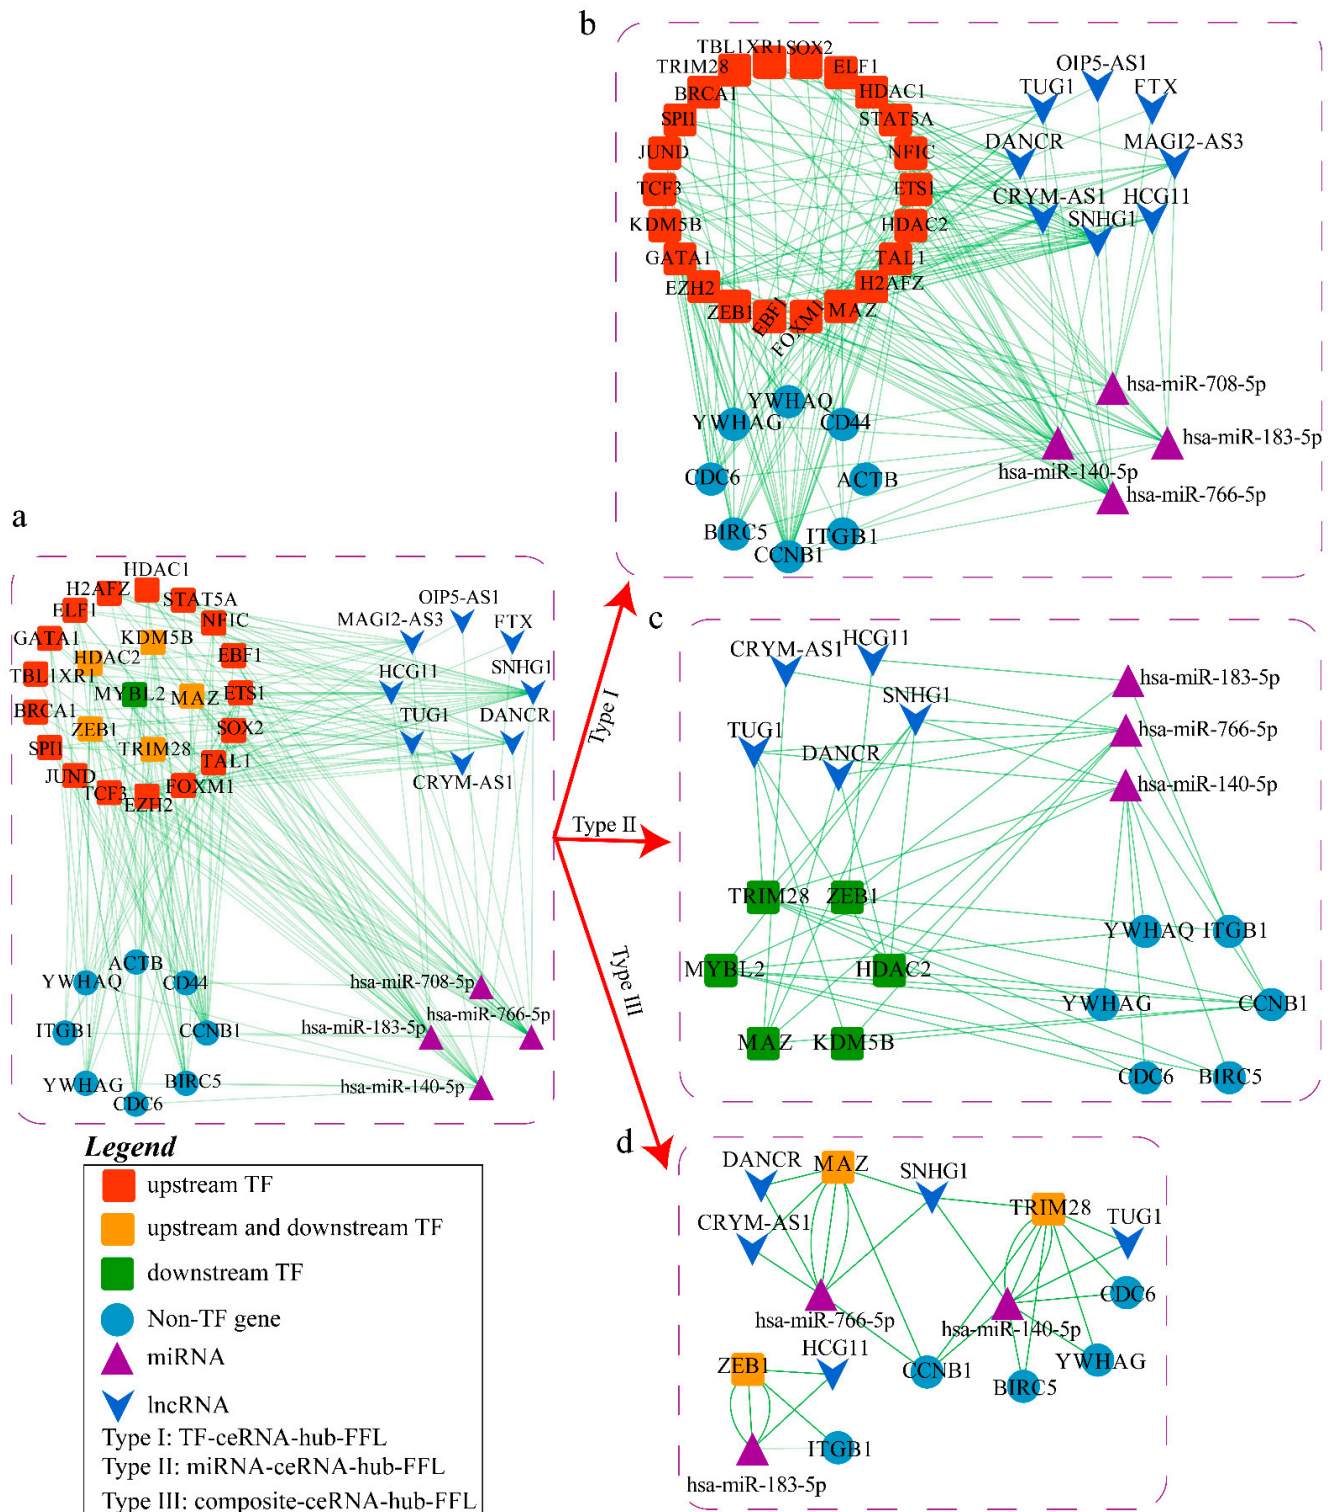 b
TBL1XR1
SOX2
TRIM28
ELF1
OIP5-AS1
BRCA1
HDAC1
TUG1
FTX
SPI1
STAT5A
JUND
NFIC
DANCR
MAGI2-AS3
TCF3
ETS1
CRYM-AS1
HCG11
KDM5B
HDAC2
SNHG1
GATA1
TAL1
EZH2
H2AFZ
ZEB1
EBF1
FOXM1
MAZ
hsa-miR-708-5p
YWHAQ
YWHAG
CD44
hsa-miR-183-5p
CDC6
ACTB
hsa-miR-140-5p
hsa-miR-766-5p
BIRC5
ITGB1
CCNB1
a
HDAC1
H2AFZ
STAT5A
ELF1
NFIC
OIP5-AS1
MAGI2-AS3
FTX
GATA1
KDM5B
EBF1
HDAC2
HCG11
SNHG1
TBL1XR1
MYBL2
MAZ
ETS1
BRCA1
ZEB1
SOX2
TUG1
DANCR
SPI1
TRIM28
TAL1
JUND
FOXM1
CRYM-AS1
TCF3
EZH2
ACTB
YWHAQ
CD44
hsa-miR-708-5p
ITGB1
CCNB1
hsa-miR-183-5p
hsa-miR-766-5p
YWHAG
BIRC5
hsa-miR-140-5p
CDC6
Type I
Type II
Type III
c
HCG11
CRYM-AS1
hsa-miR-183-5p
SNHG1
TUG1
hsa-miR-766-5p
DANCR
hsa-miR-140-5p
TRIM28
ZEB1
YWHAQ
ITGB1
MYBL2
HDAC2
YWHAG
CCNB1
MAZ
KDM5B
CDC6
BIRC5
d
DANCR
MAZ
SNHG1
TRIM28
CRYM-AS1
TUG1
CDC6
hsa-miR-766-5p
hsa-miR-140-5p
HCG11
ZEB1
CCNB1
YWHAG
BIRC5
ITGB1
hsa-miR-183-5p
Legend
upstream TF
upstream and downstream TF
downstream TF
Non-TF gene
miRNA
lncRNA
Type I: TF-ceRNA-hub-FFL
Type II: miRNA-ceRNA-hub-FFL
Type III: composite-ceRNA-hub-FFL